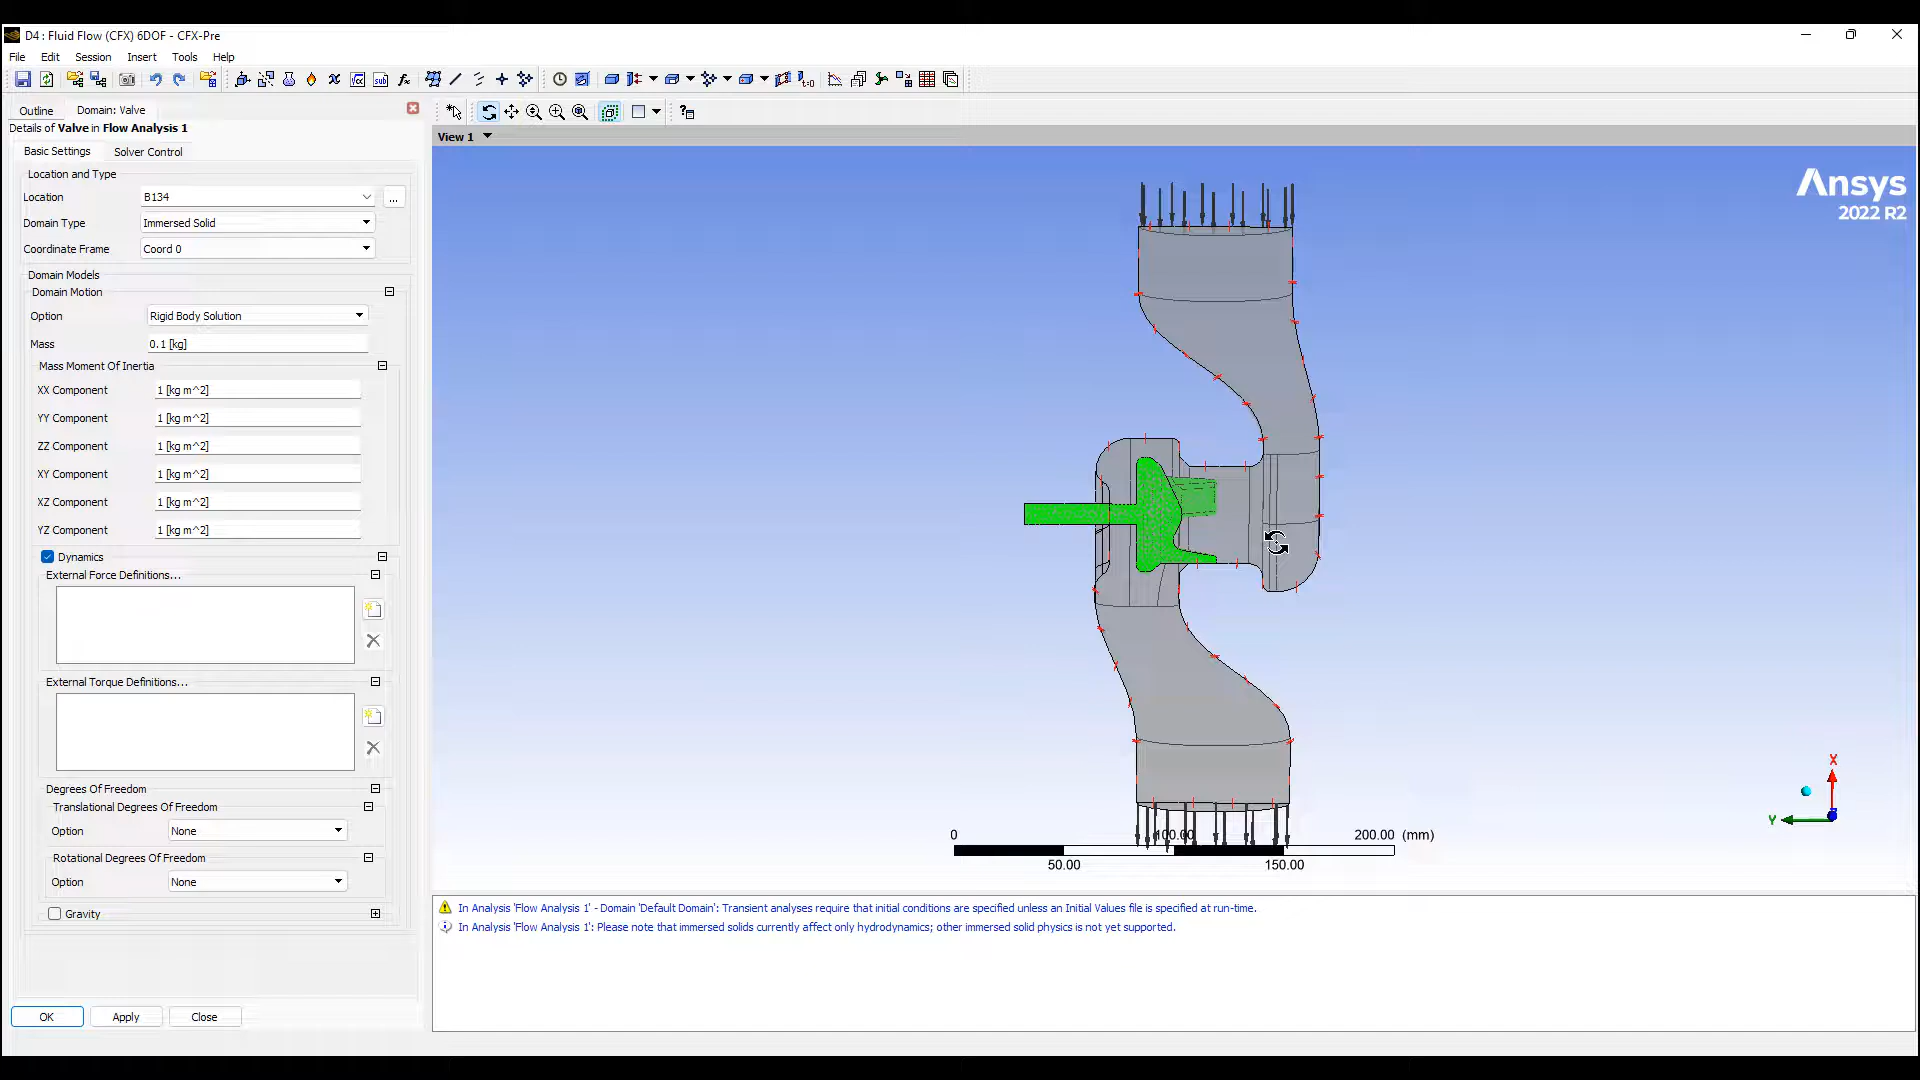 D4 : Fluid Flow (CFX) 6DOF - CFX-Pre
File Edit Session Insert Tools Help
Outline Domain: Valve
Details of Valve in Flow Analysis 1
Basic Settings Solver Control
Location and Type
Location B134 ...
Domain Type Immersed Solid
Coordinate Frame Coord 0
Domain Models
Domain Motion
Option Rigid Body Solution
Mass 0.1 [kg]
Mass Moment Of Inertia
XX Component 1 [kg m^2]
YY Component 1 [kg m^2]
ZZ Component 1 [kg m^2]
XY Component 1 [kg m^2]
XZ Component 1 [kg m^2]
YZ Component 1 [kg m^2]
Dynamics
External Force Definitions...
External Torque Definitions...
Degrees Of Freedom
Translational Degrees Of Freedom
Option None
Rotational Degrees Of Freedom
Option None
Gravity
OK Apply Close
View 1
Ansys
2022 R2
X
Y
0 100.00 200.00 (mm)
50.00 150.00
In Analysis 'Flow Analysis 1' - Domain 'Default Domain': Transient analyses require that initial conditions are specified unless an Initial Values file is specified at run-time.
In Analysis 'Flow Analysis 1': Please note that immersed solids currently affect only hydrodynamics; other immersed solid physics is not yet supported.